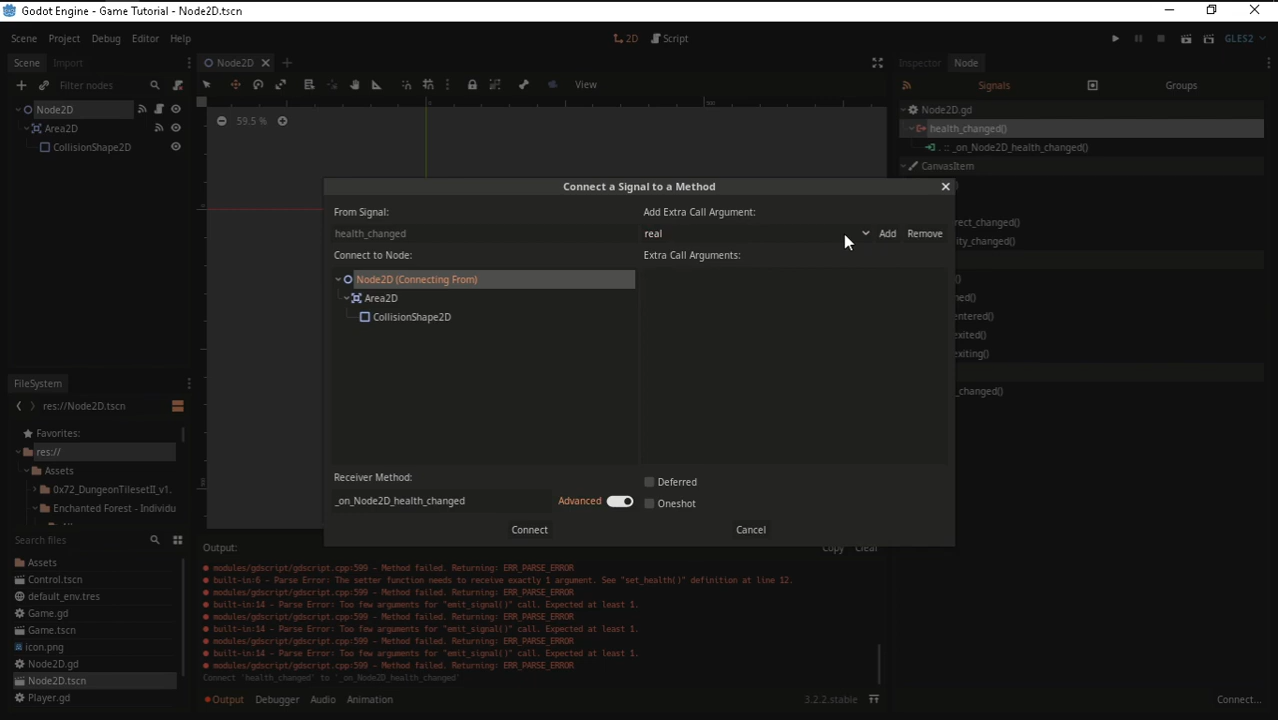 Godot Engine - Game Tutorial - Node2D.tscn
Scene Project Debug Editor Help
2D Script
GLES2
Scene Import
Filter nodes
Node2D
Area2D
CollisionShape2D
Node2D
View
59.5 %
Inspector Node
Signals Groups
Node2D.gd
health_changed()
. :: _on_Node2D_health_changed()
CanvasItem
rect_changed()
ity_changed()
entered()
exited()
exiting()
_changed()
Connect a Signal to a Method
From Signal:
health_changed
Connect to Node:
Node2D (Connecting From)
Area2D
CollisionShape2D
Receiver Method:
_on_Node2D_health_changed
Advanced
Add Extra Call Argument:
real
Add Remove
Extra Call Arguments:
Deferred
Oneshot
Connect Cancel
FileSystem
res://Node2D.tscn
Favorites:
res://
Assets
0x72_DungeonTilesetII_v1.
Enchanted Forest - Individu
Search files
Assets
Control.tscn
default_env.tres
Game.gd
Game.tscn
icon.png
Node2D.gd
Node2D.tscn
Player.gd
Output:
Copy Clear
modules/gdscript/gdscript.cpp:599 - Method failed. Returning: ERR_PARSE_ERROR
built-in:6 - Parse Error: The setter function needs to receive exactly 1 argument. See "set_health()" definition at line 12.
modules/gdscript/gdscript.cpp:599 - Method failed. Returning: ERR_PARSE_ERROR
built-in:14 - Parse Error: Too few arguments for "emit_signal()" call. Expected at least 1.
modules/gdscript/gdscript.cpp:599 - Method failed. Returning: ERR_PARSE_ERROR
built-in:14 - Parse Error: Too few arguments for "emit_signal()" call. Expected at least 1.
modules/gdscript/gdscript.cpp:599 - Method failed. Returning: ERR_PARSE_ERROR
built-in:14 - Parse Error: Too few arguments for "emit_signal()" call. Expected at least 1.
modules/gdscript/gdscript.cpp:599 - Method failed. Returning: ERR_PARSE_ERROR
Connect 'health_changed' to '_on_Node2D_health_changed'
Output Debugger Audio Animation
3.2.2.stable
Connect...